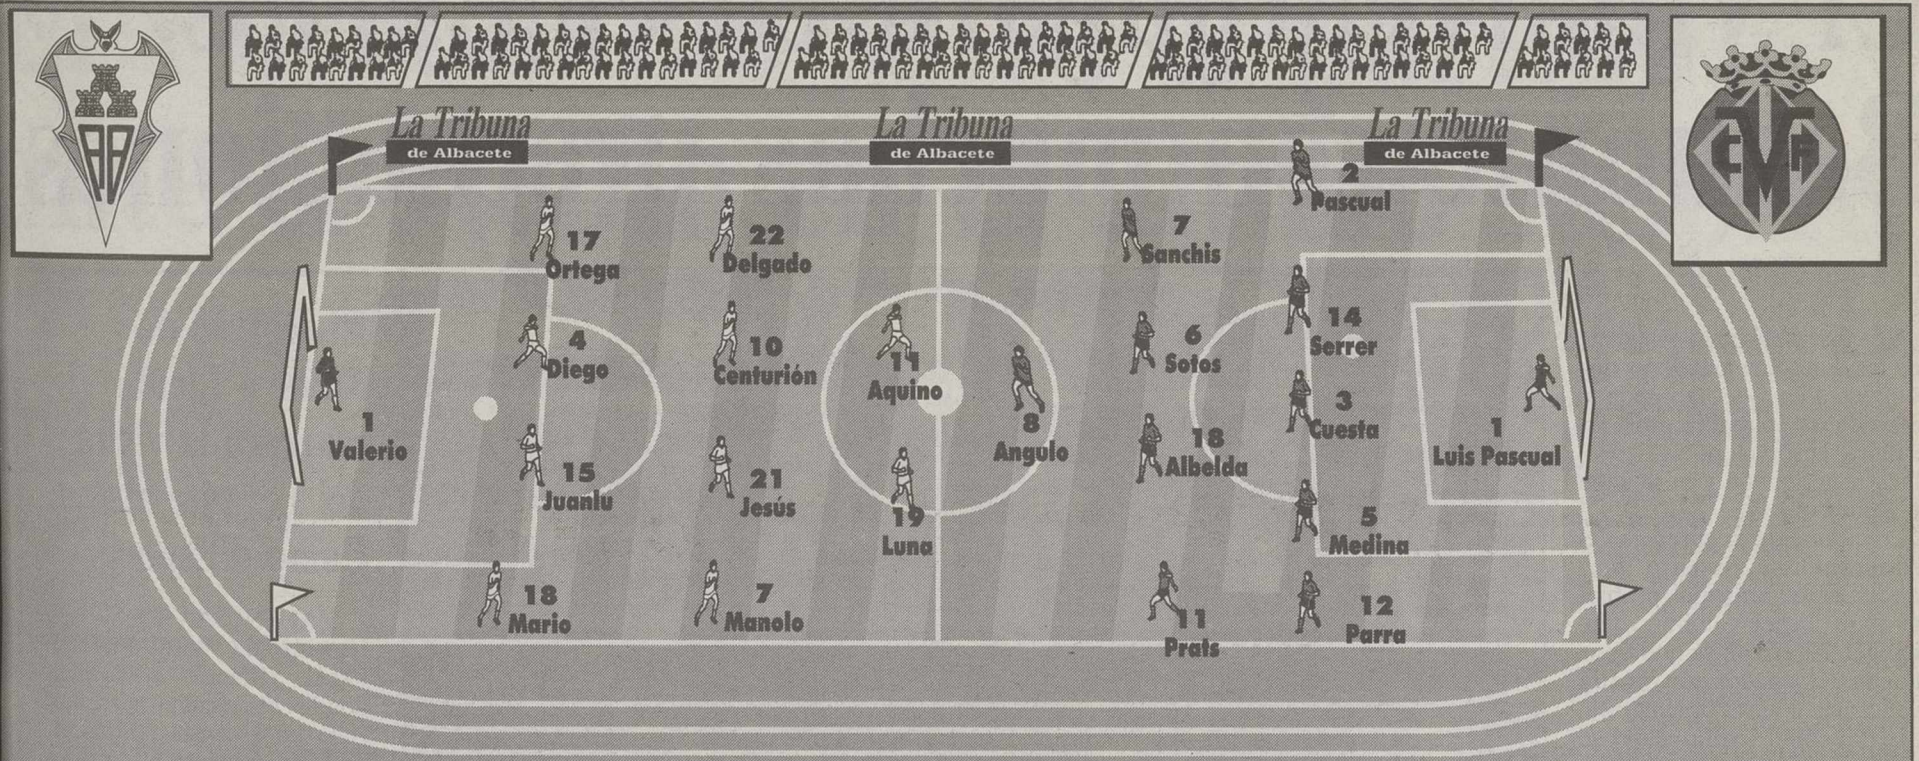 La Tribuna
de Albacete
La Tribuna
de Albacete
La Tribuna
de Albacete
17
Ortega
4
Diego
1
Valerio
15
Juanlu
18
Mario
22
Delgado
10
Centurión
21
Jesús
7
Manolo
11
Aquino
19
Luna
8
Angulo
7
Sanchis
6
Sotos
18
Albelda
11
Prats
2
Pascual
14
Serrer
3
Cuesta
5
Medina
12
Parra
1
Luis Pascual